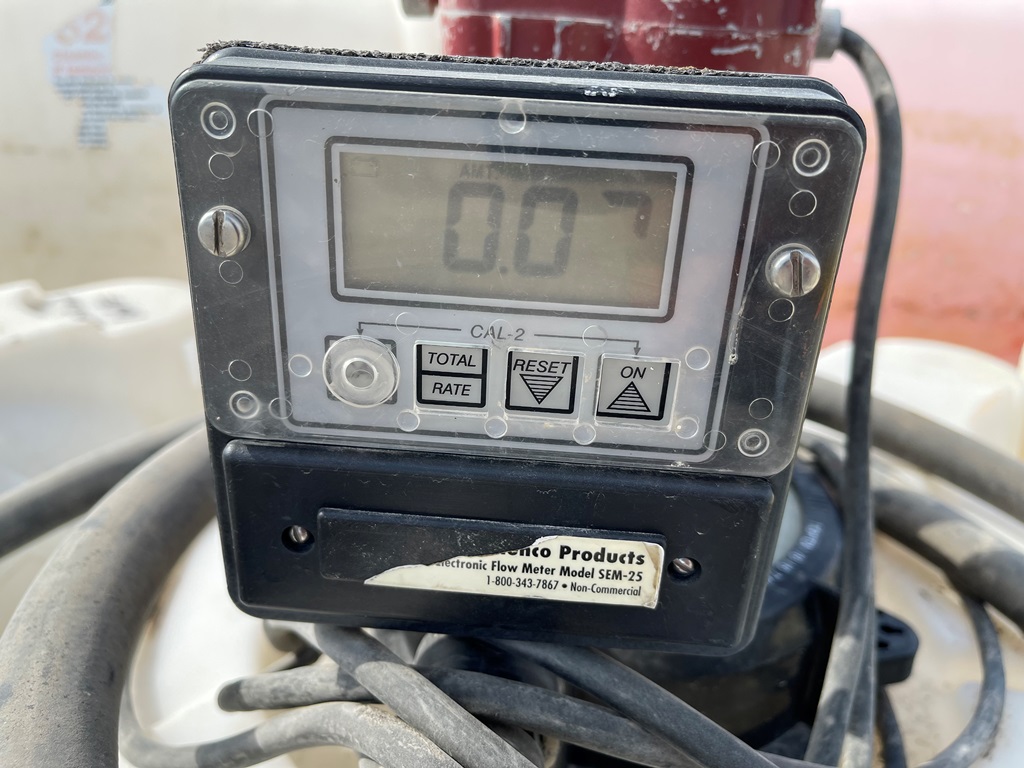 AMT
0.07
CAL-2
TOTAL
RATE
RESET
ON
Products
Electronic Flow Meter Model SEM-25
1-800-343-7867 • Non-Commercial